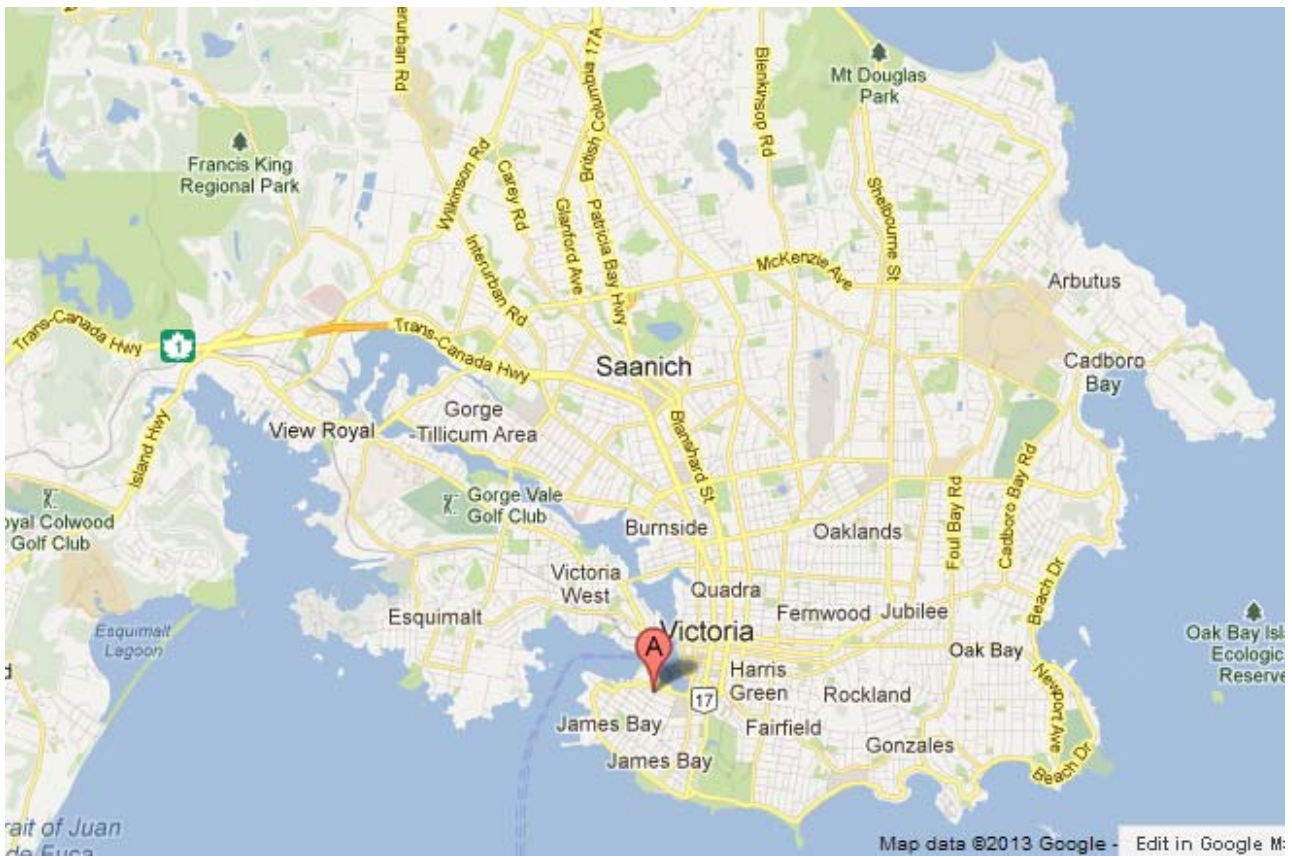 Interurban Rd
British Columbia 17A
Blenkinsop Rd
Mt Douglas
Park
Francis King
Regional Park
Wilkinson Rd
Carey Rd
Glanford Ave
Patricia Bay Hwy
Shelbourne St
Interurban Rd
McKenzie Ave
Arbutus
Trans-Canada Hwy
1
Trans-Canada Hwy
Saanich
Cadboro
Bay
Island Hwy
View Royal
Gorge
-Tillicum Area
Blanshard St
Cadboro Bay Rd
Foul Bay Rd
oyal Colwood
Golf Club
Gorge Vale
Golf Club
Burnside
Oaklands
Victoria
West
Quadra
Beach Dr
Esquimalt
Fernwood
Jubilee
Esquimalt
Lagoon
Victoria
A
Oak Bay
Oak Bay Isl
Ecologic
Reserve
Harris
Green
17
Rockland
Newport Ave
James Bay
Fairfield
Gonzales
James Bay
Beach Dr
rait of Juan
de Fuca
Map data ©2013 Google -
Edit in Google M